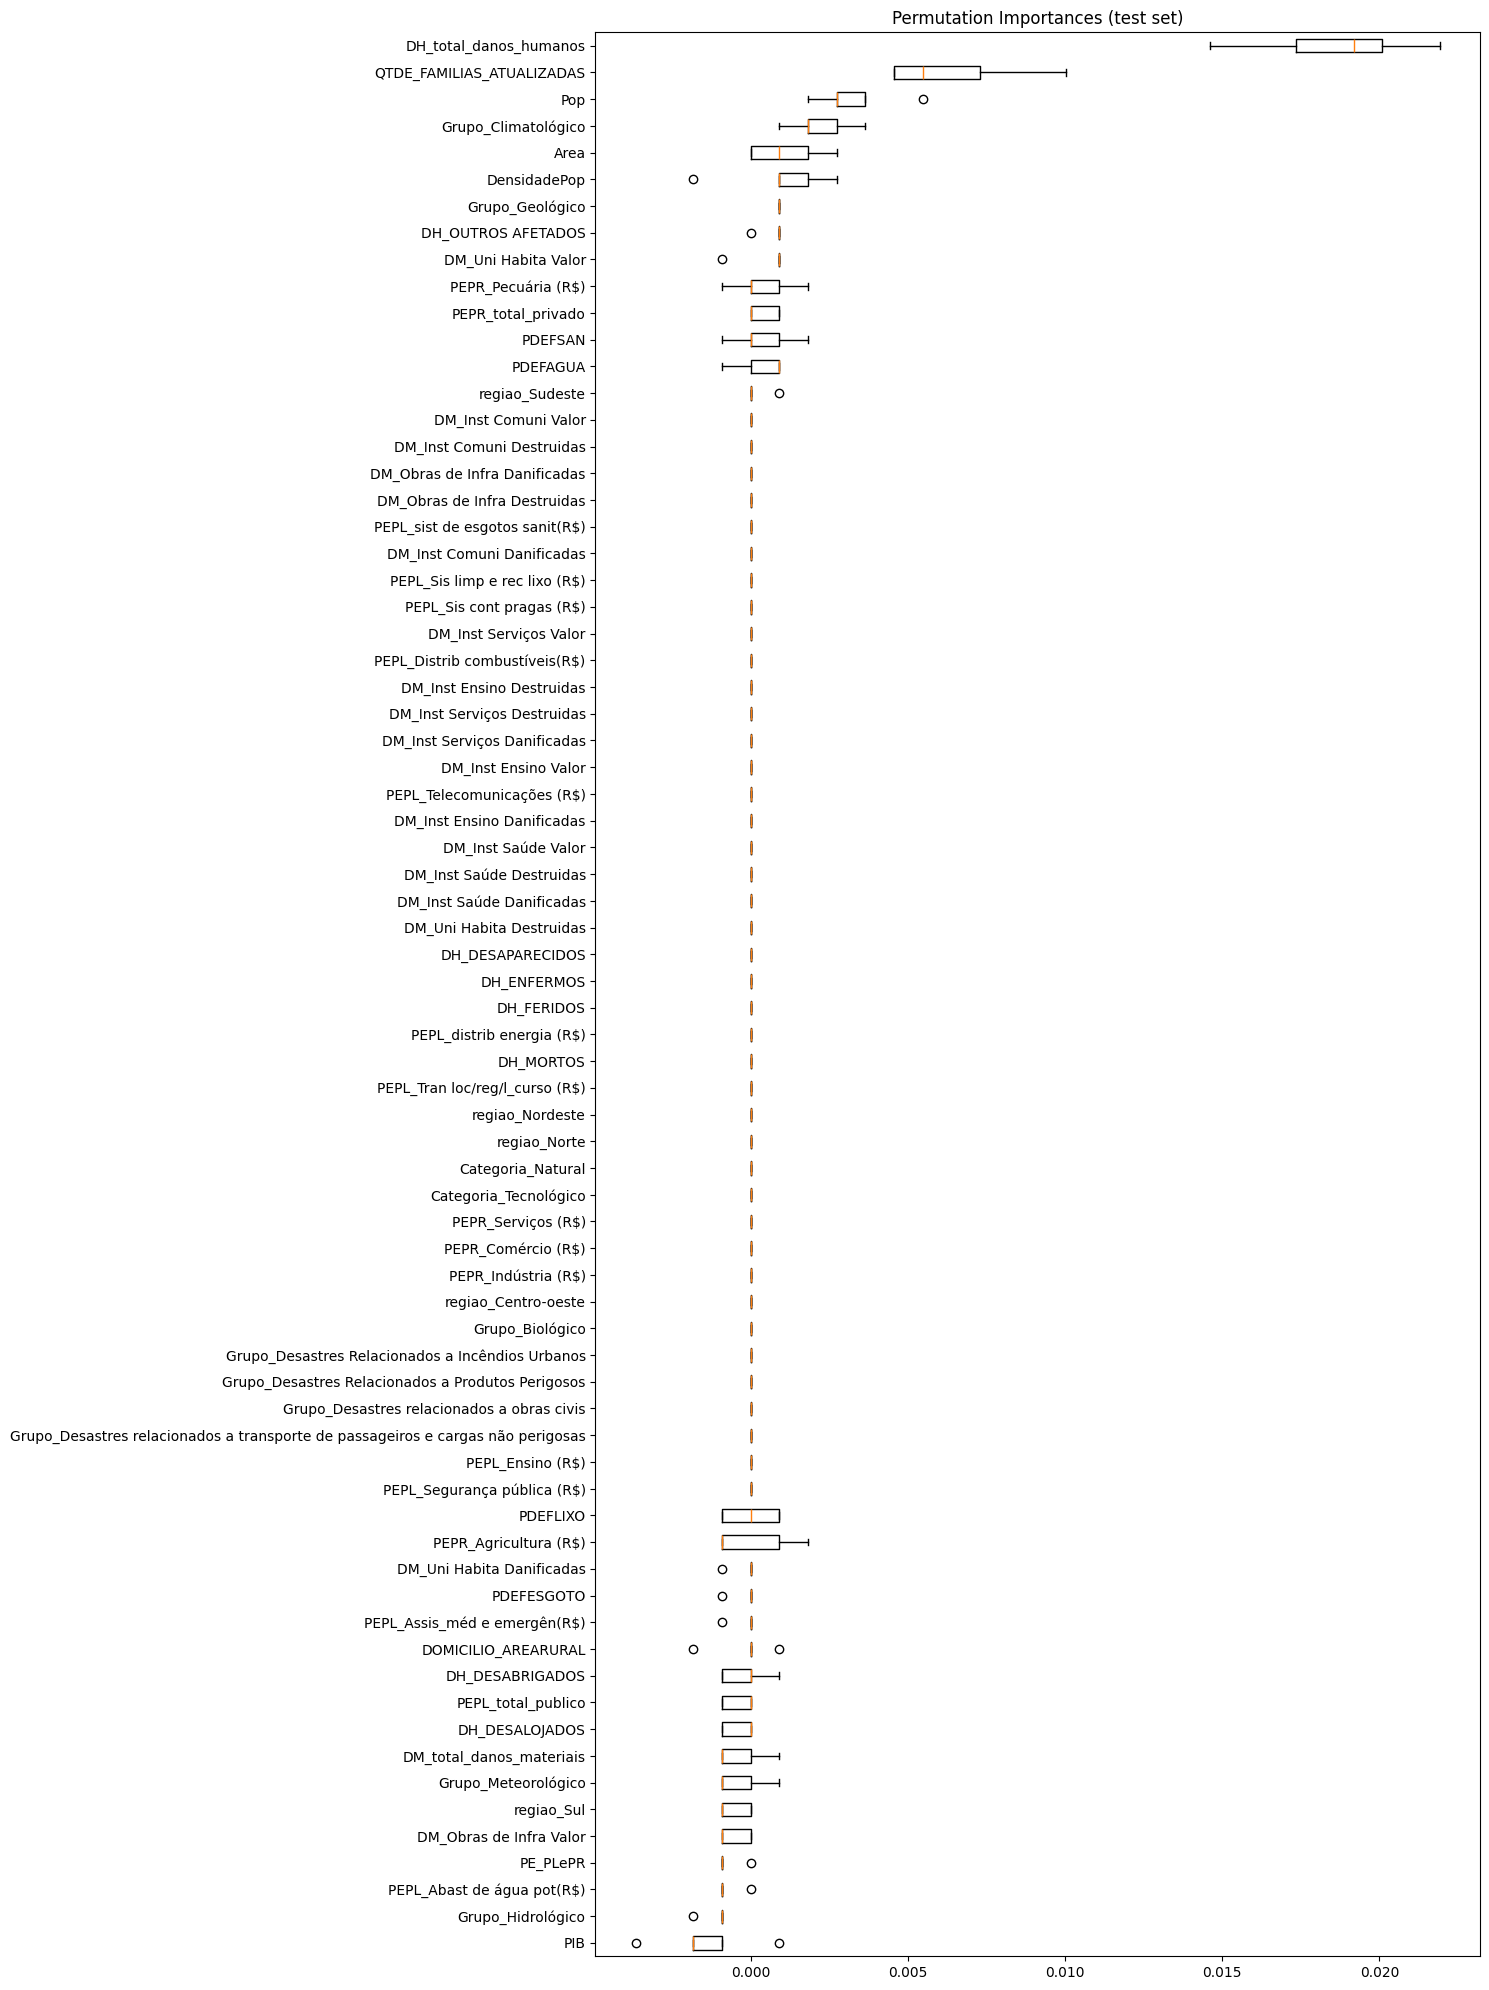 Permutation Importances (test set)
DH_total_danos_humanos
QTDE_FAMILIAS_ATUALIZADAS
Pop
Grupo_Climatológico
Area
DensidadePop
Grupo_Geológico
DH_OUTROS AFETADOS
DM_Uni Habita Valor
PEPR_Pecuária (R$)
PEPR_total_privado
PDEFSAN
PDEFAGUA
regiao_Sudeste
DM_Inst Comuni Valor
DM_Inst Comuni Destruidas
DM_Obras de Infra Danificadas
DM_Obras de Infra Destruidas
PEPL_sist de esgotos sanit(R$)
DM_Inst Comuni Danificadas
PEPL_Sis limp e rec lixo (R$)
PEPL_Sis cont pragas (R$)
DM_Inst Serviços Valor
PEPL_Distrib combustíveis(R$)
DM_Inst Ensino Destruidas
DM_Inst Serviços Destruidas
DM_Inst Serviços Danificadas
DM_Inst Ensino Valor
PEPL_Telecomunicações (R$)
DM_Inst Ensino Danificadas
DM_Inst Saúde Valor
DM_Inst Saúde Destruidas
DM_Inst Saúde Danificadas
DM_Uni Habita Destruidas
DH_DESAPARECIDOS
DH_ENFERMOS
DH_FERIDOS
PEPL_distrib energia (R$)
DH_MORTOS
PEPL_Tran loc/reg/l_curso (R$)
regiao_Nordeste
regiao_Norte
Categoria_Natural
Categoria_Tecnológico
PEPR_Serviços (R$)
PEPR_Comércio (R$)
PEPR_Indústria (R$)
regiao_Centro-oeste
Grupo_Biológico
Grupo_Desastres Relacionados a Incêndios Urbanos
Grupo_Desastres Relacionados a Produtos Perigosos
Grupo_Desastres relacionados a obras civis
Grupo_Desastres relacionados a transporte de passageiros e cargas não perigosas
PEPL_Ensino (R$)
PEPL_Segurança pública (R$)
PDEFLIXO
PEPR_Agricultura (R$)
DM_Uni Habita Danificadas
PDEFESGOTO
PEPL_Assis_méd e emergên(R$)
DOMICILIO_AREARURAL
DH_DESABRIGADOS
PEPL_total_publico
DH_DESALOJADOS
DM_total_danos_materiais
Grupo_Meteorológico
regiao_Sul
DM_Obras de Infra Valor
PE_PLePR
PEPL_Abast de água pot(R$)
Grupo_Hidrológico
PIB
0.000 0.005 0.010 0.015 0.020